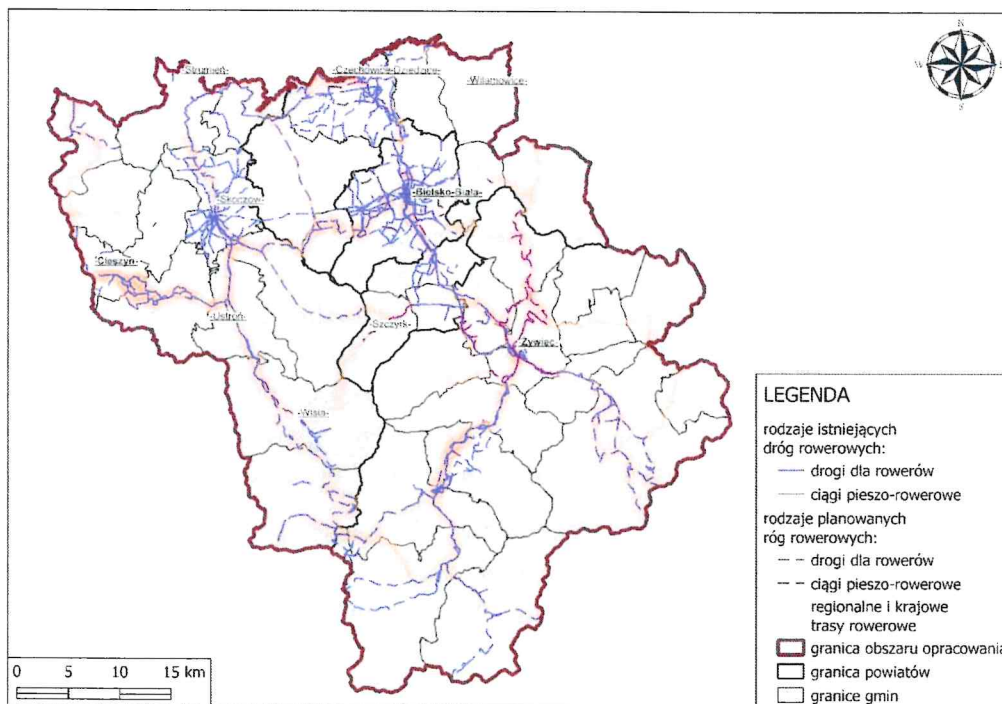 N
W
E
S
-Strumień-
-Czechowice-Dziedzice-
-Wilamowice-
-Bielsko-Biała-
-Skoczów-
-Cieszyn-
-Ustroń-
-Szczyrk-
Żywiec
-Wisła-
LEGENDA
rodzaje istniejących
dróg rowerowych:
drogi dla rowerów
ciągi pieszo-rowerowe
rodzaje planowanych
róg rowerowych:
drogi dla rowerów
ciągi pieszo-rowerowe
regionalne i krajowe
trasy rowerowe
granica obszaru opracowania
granica powiatów
granice gmin
0 5 10 15 km